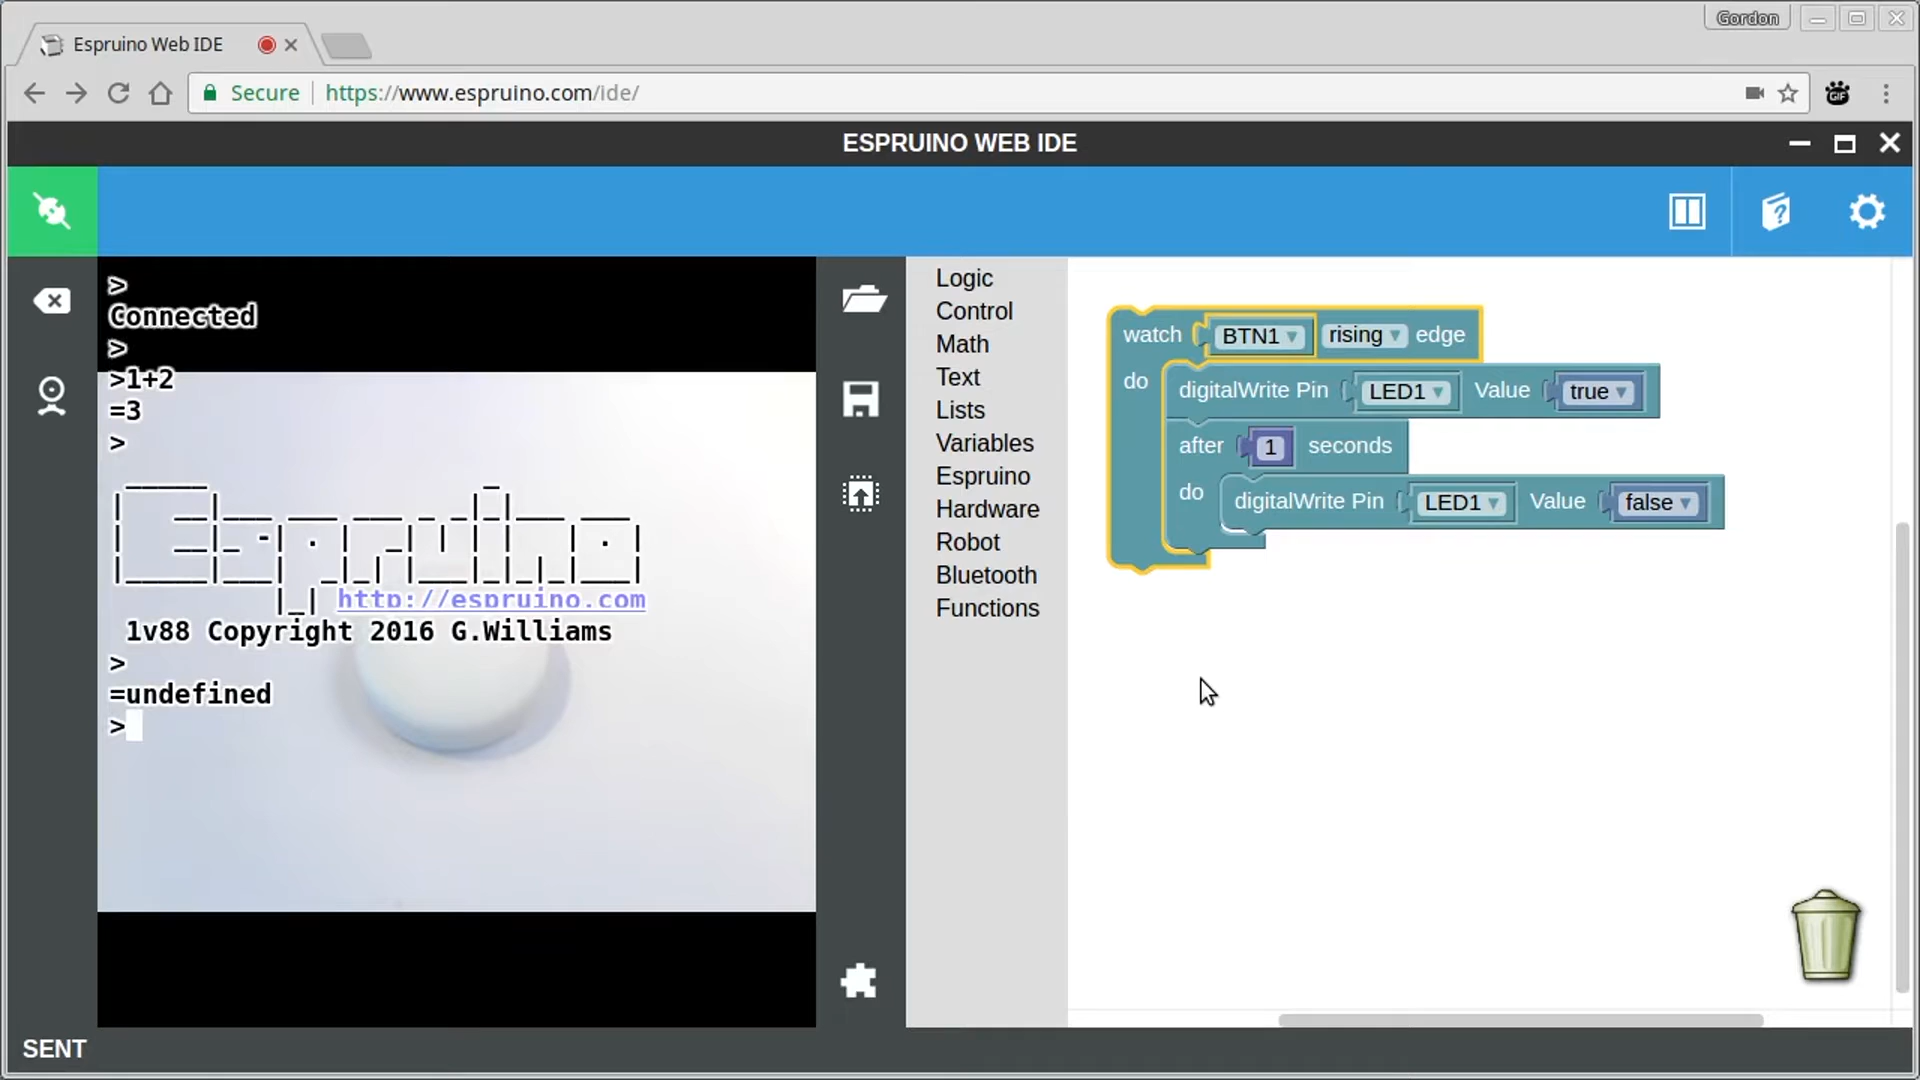 Gordon
Espruino Web IDE
Secure https://www.espruino.com/ide/
GIF
ESPRUINO WEB IDE
>
Connected
>
>1+2
=3
>
Espruino
http://espruino.com
1v88 Copyright 2016 G.Williams
>
=undefined
>
Logic
Control
Math
Text
Lists
Variables
Espruino
Hardware
Robot
Bluetooth
Functions
watch BTN1 rising edge
do digitalWrite Pin LED1 Value true
after 1 seconds
do digitalWrite Pin LED1 Value false
SENT